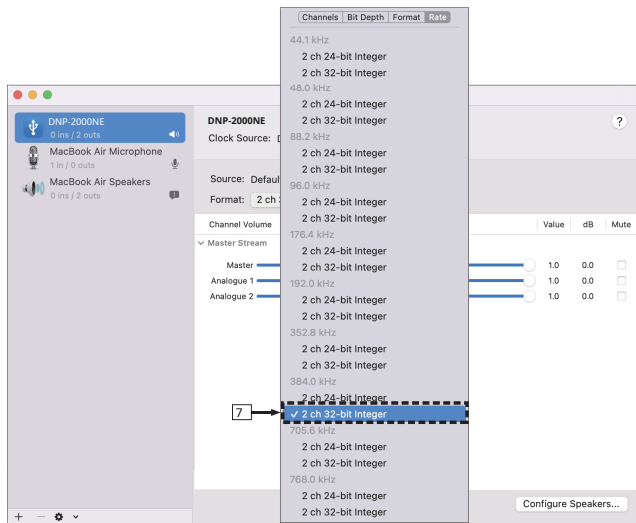 Channels Bit Depth Format Rate
44.1 kHz
2 ch 24-bit Integer
2 ch 32-bit Integer
48.0 kHz
2 ch 24-bit Integer
2 ch 32-bit Integer
88.2 kHz
2 ch 24-bit Integer
2 ch 32-bit Integer
96.0 kHz
2 ch 24-bit Integer
2 ch 32-bit Integer
176.4 kHz
2 ch 24-bit Integer
2 ch 32-bit Integer
192.0 kHz
2 ch 24-bit Integer
2 ch 32-bit Integer
352.8 kHz
2 ch 24-bit Integer
2 ch 32-bit Integer
384.0 kHz
2 ch 24-bit Integer
7
✓ 2 ch 32-bit Integer
705.6 kHz
2 ch 24-bit Integer
2 ch 32-bit Integer
768.0 kHz
2 ch 24-bit Integer
2 ch 32-bit Integer
DNP-2000NE
0 ins / 2 outs
MacBook Air Microphone
1 in / 0 outs
MacBook Air Speakers
0 ins / 2 outs
DNP-2000NE
?
Clock Source:
Source: Defaul
Format: 2 ch
Channel Volume Value dB Mute
Master Stream
Master 1.0 0.0
Analogue 1 1.0 0.0
Analogue 2 1.0 0.0
Configure Speakers...